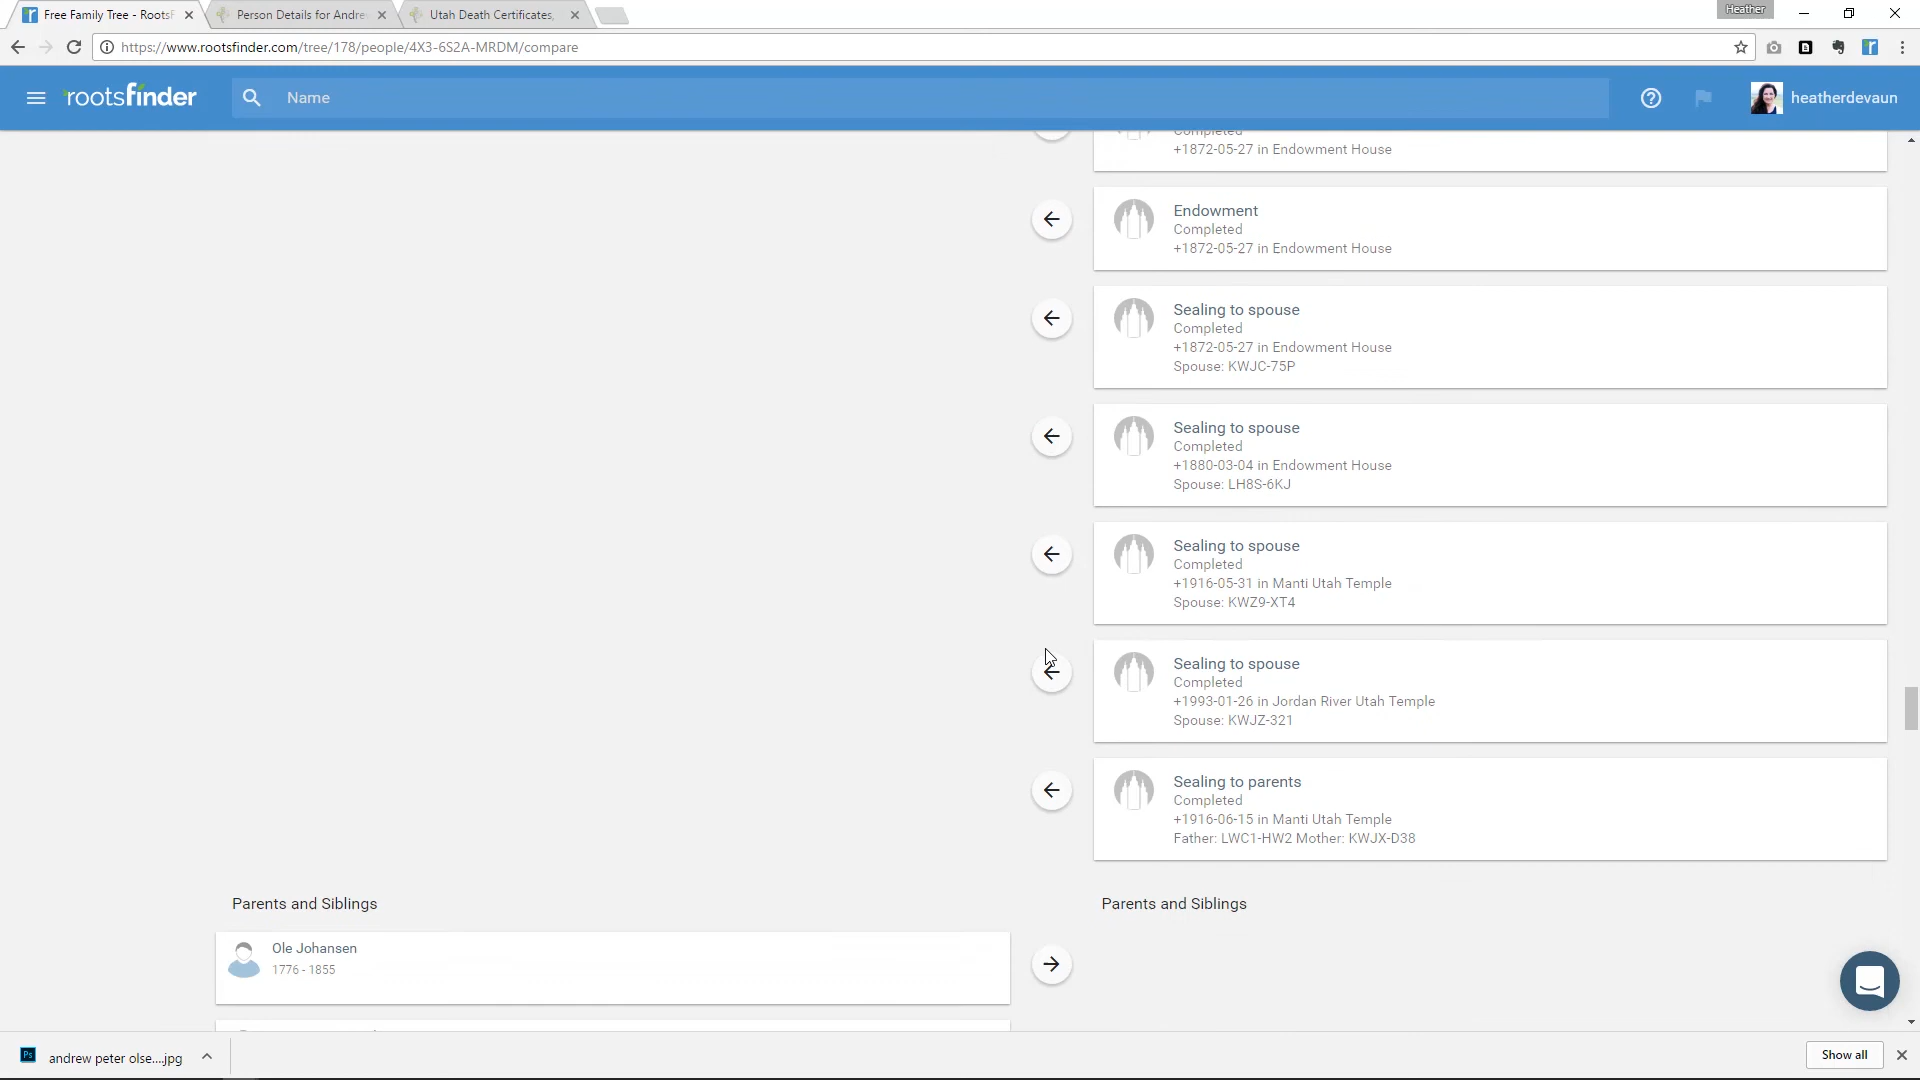 Free Family Tree - RootsF
Person Details for Andre
Utah Death Certificates,
Heather
https://www.rootsfinder.com/tree/178/people/4X3-6S2A-MRDM/compare
rootsfinder
Name
heatherdevaun
Completed
+1872-05-27 in Endowment House
Endowment
Completed
+1872-05-27 in Endowment House
Sealing to spouse
Completed
+1872-05-27 in Endowment House
Spouse: KWJC-75P
Sealing to spouse
Completed
+1880-03-04 in Endowment House
Spouse: LH8S-6KJ
Sealing to spouse
Completed
+1916-05-31 in Manti Utah Temple
Spouse: KWZ9-XT4
Sealing to spouse
Completed
+1993-01-26 in Jordan River Utah Temple
Spouse: KWJZ-321
Sealing to parents
Completed
+1916-06-15 in Manti Utah Temple
Father: LWC1-HW2 Mother: KWJX-D38
Parents and Siblings
Parents and Siblings
Ole Johansen
1776 - 1855
Ps
andrew peter olse....jpg
Show all